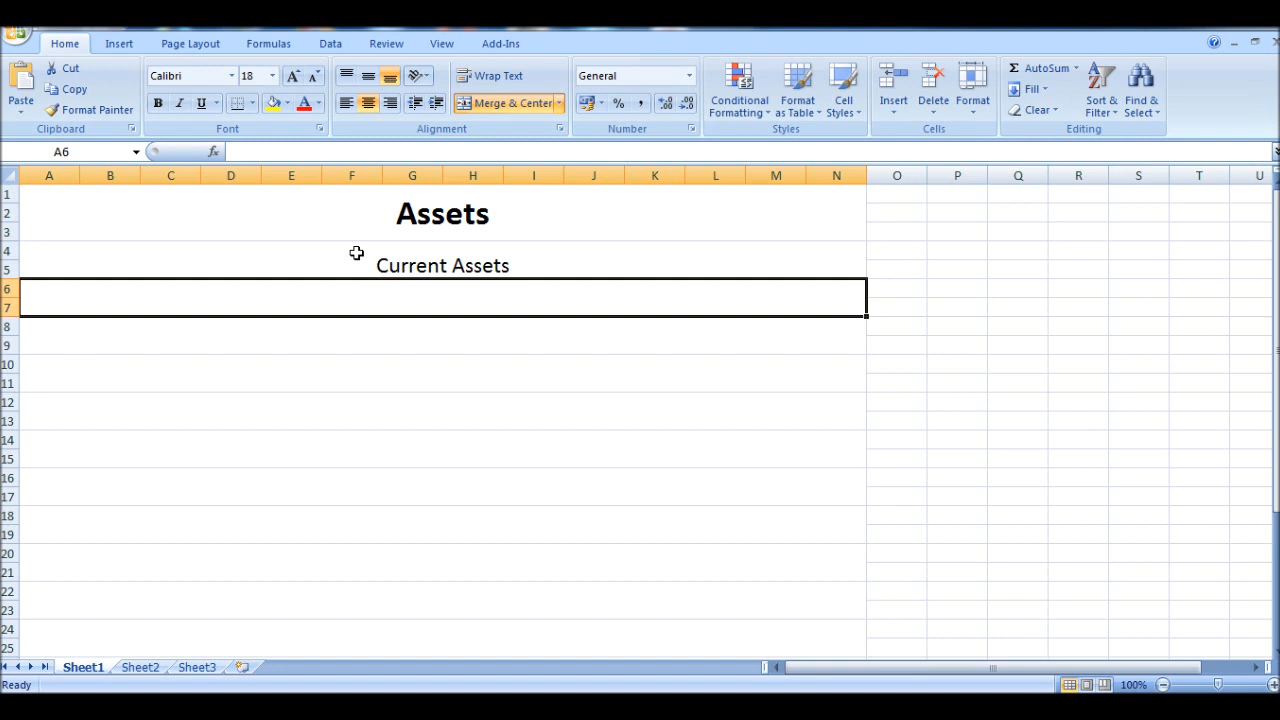 Home Insert Page Layout Formulas Data Review View Add-Ins
Cut
Copy
Format Painter
Paste
Clipboard
Calibri 18
B I U
Font
Wrap Text
Merge & Center
Alignment
General
Number
Conditional Formatting
Format as Table
Cell Styles
Styles
Insert Delete Format
Cells
AutoSum
Fill
Clear
Sort & Filter
Find & Select
Editing
A6 fx
A B C D E F G H I J K L M N O P Q R S T U
1
2 Assets
3
4
5 Current Assets
6
7
8
9
10
11
12
13
14
15
16
17
18
19
20
21
22
23
24
25
Sheet1 Sheet2 Sheet3
Ready 100%